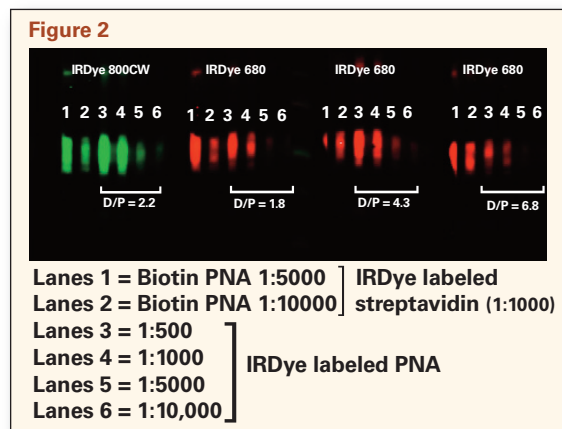 Figure 2
IRDye 800CW IRDye 680 IRDye 680 IRDye 680
1 2 3 4 5 6 1 2 3 4 5 6 1 2 3 4 5 6 1 2 3 4 5 6
D/P = 2.2 D/P = 1.8 D/P = 4.3 D/P = 6.8
Lanes 1 = Biotin PNA 1:5000 IRDye labeled
Lanes 2 = Biotin PNA 1:10000 streptavidin (1:1000)
Lanes 3 = 1:500
Lanes 4 = 1:1000
IRDye labeled PNA
Lanes 5 = 1:5000
Lanes 6 = 1:10,000